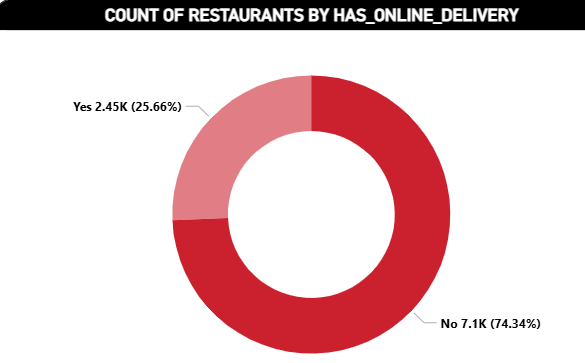 COUNT OF RESTAURANTS BY HAS_ONLINE_DELIVERY
Yes 2.45K (25.66%)
No 7.1K (74.34%)